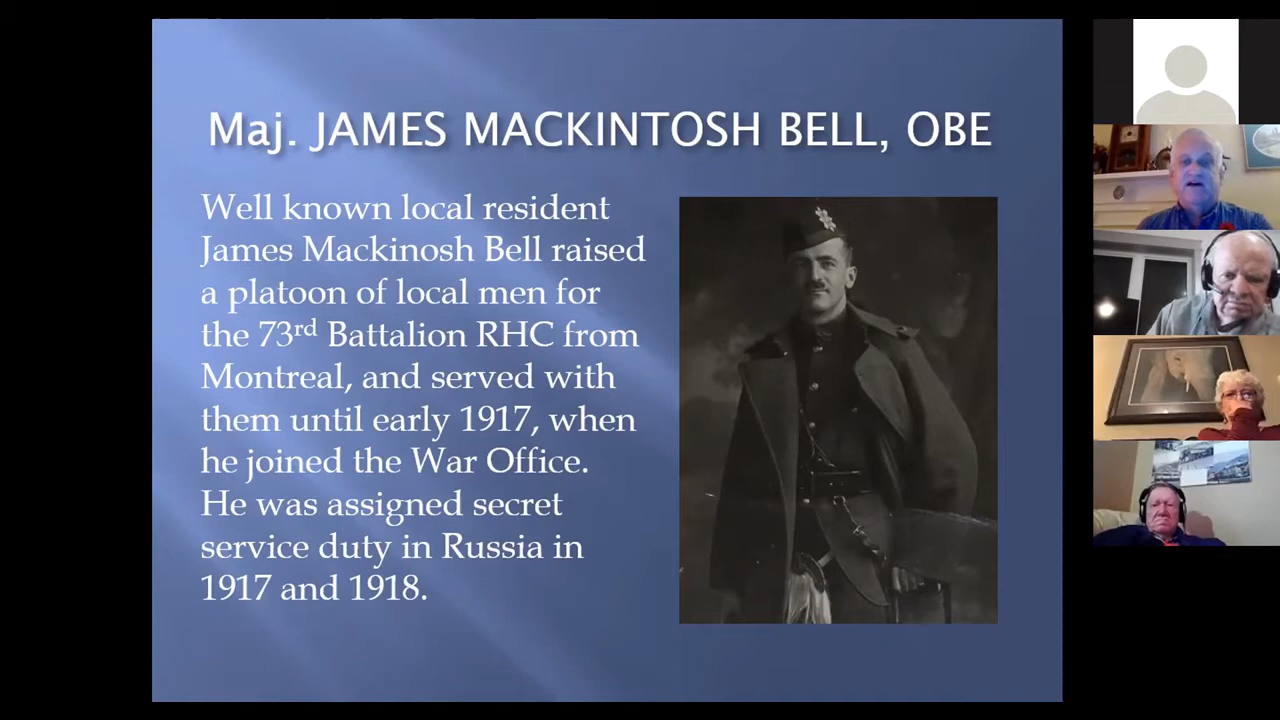 Maj. JAMES MACKINTOSH BELL, OBE
Well known local resident
James Mackinosh Bell raised
a platoon of local men for
the 73rd Battalion RHC from
Montreal, and served with
them until early 1917, when
he joined the War Office.
He was assigned secret
service duty in Russia in
1917 and 1918.